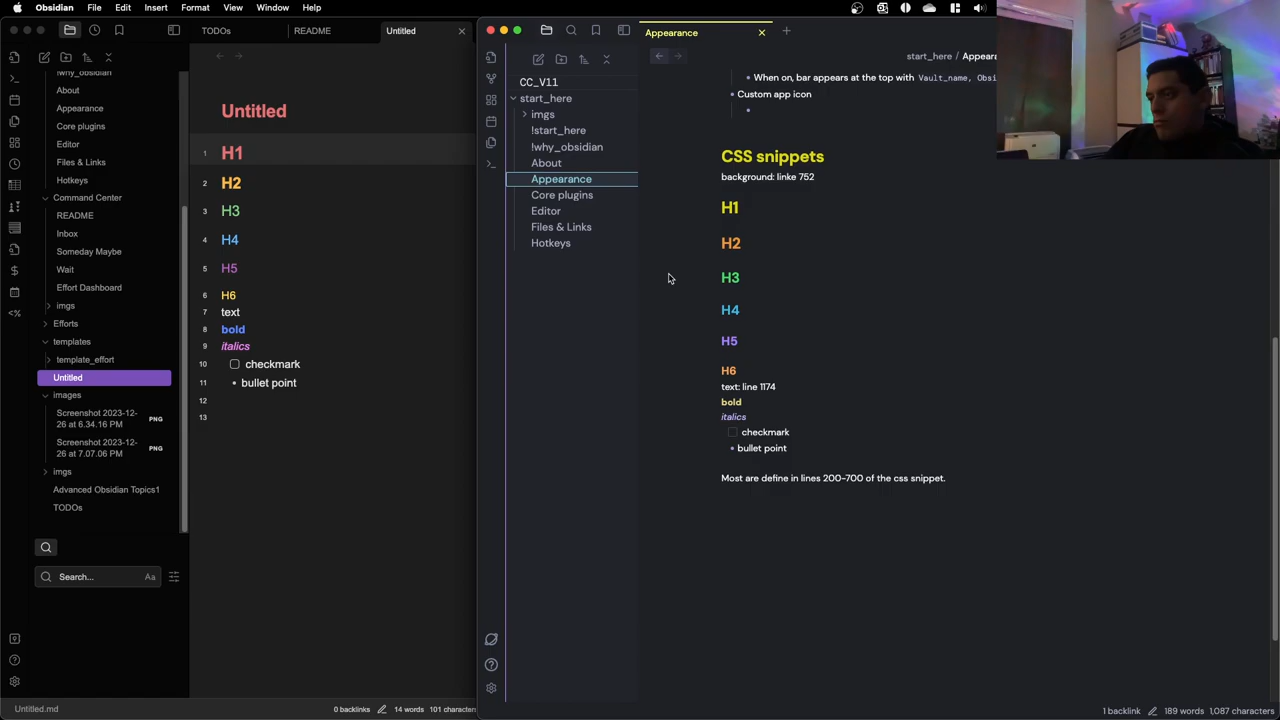 Obsidian File Edit Insert Format View Window Help
TODOs README Untitled
!why_obsidian
About
Appearance
Core plugins
Editor
Files & Links
Hotkeys
Command Center
README
Inbox
Someday Maybe
Wait
Effort Dashboard
imgs
Efforts
templates
template_effort
Untitled
images
Screenshot 2023-12-
26 at 6.34.16 PM PNG
Screenshot 2023-12-
26 at 7.07.06 PM PNG
imgs
Advanced Obsidian Topics1
TODOs
Search... Aa
Untitled.md
Untitled
1 H1
2 H2
3 H3
4 H4
5 H5
6 H6
7 text
8 bold
9 italics
10 checkmark
11 bullet point
12
13
0 backlinks 14 words 101 characters
CC_V11
start_here
imgs
!start_here
!why_obsidian
About
Appearance
Core plugins
Editor
Files & Links
Hotkeys
Appearance
start_here / Appeara
When on, bar appears at the top with Vault_name, Obsi
Custom app icon
CSS snippets
background: linke 752
H1
H2
H3
H4
H5
H6
text: line 1174
bold
italics
checkmark
bullet point
Most are define in lines 200-700 of the css snippet.
1 backlink 189 words 1,087 characters